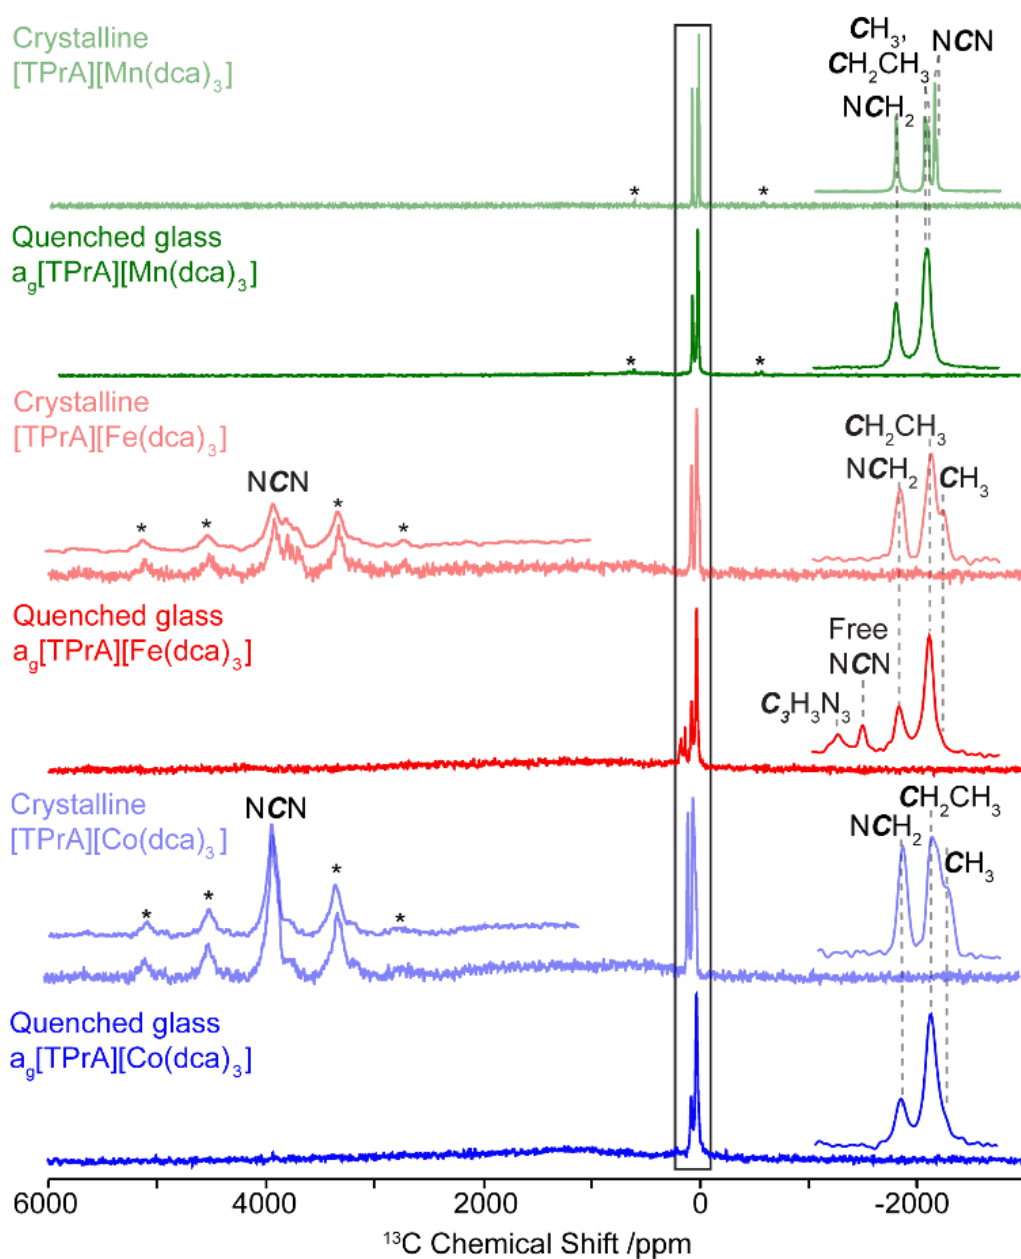 Crystalline
[TPrA][Mn(dca)₃]
CH₃,
CH₂CH₃
NCN
NCH₂
*
*
Quenched glass
a_g[TPrA][Mn(dca)₃]
*
*
Crystalline
[TPrA][Fe(dca)₃]
NCN
*
*
*
*
CH₂CH₃
NCH₂
CH₃
Quenched glass
a_g[TPrA][Fe(dca)₃]
Free
NCN
C₃H₃N₃
Crystalline
[TPrA][Co(dca)₃]
NCN
*
*
*
*
CH₂CH₃
NCH₂
CH₃
Quenched glass
a_g[TPrA][Co(dca)₃]
6000 4000 2000 0 -2000
¹³C Chemical Shift /ppm